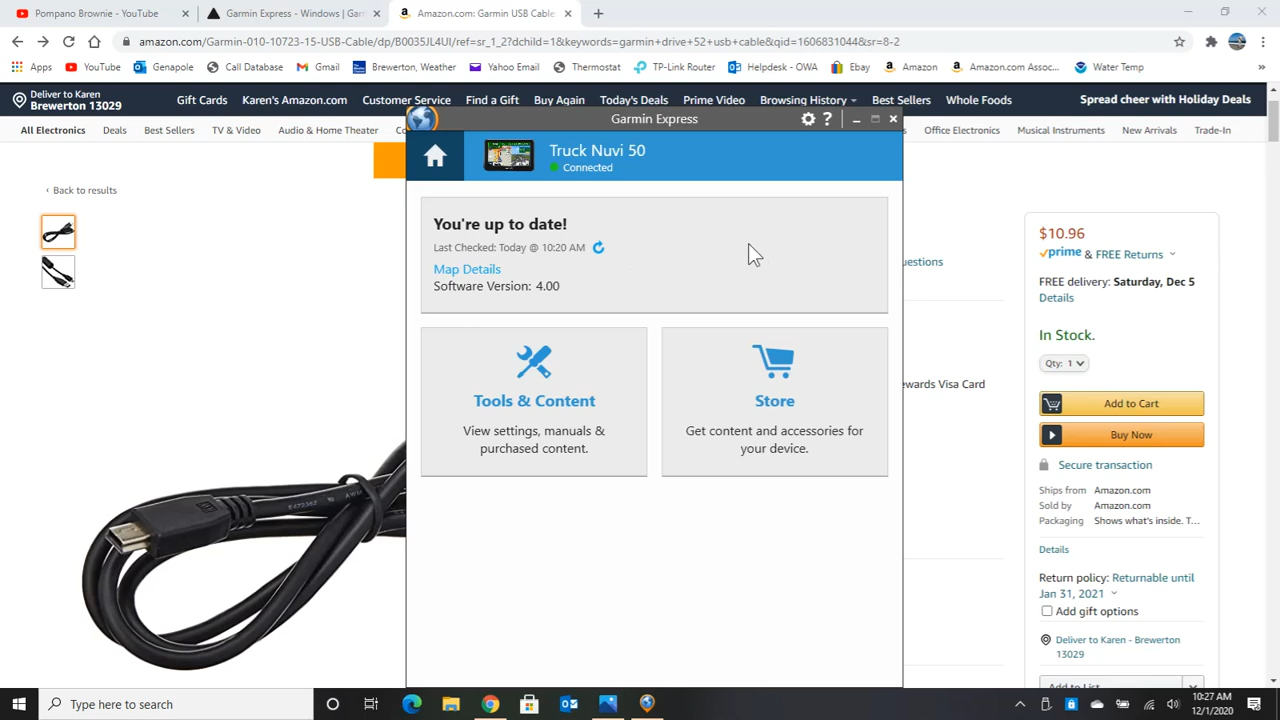 Pompano Brownie - YouTube
Garmin Express - Windows | Garm
Amazon.com: Garmin USB Cable:
amazon.com/Garmin-010-10723-15-USB-Cable/dp/B0035JL4UI/ref=sr_1_2?dchild=1&keywords=garmin+drive+52+usb+cable&qid=1606831044&sr=8-2
Apps YouTube Genapole Call Database Gmail Brewerton, Weather Yahoo Email Thermostat TP-Link Router Helpdesk - OWA Ebay Amazon Amazon.com Assoc... Water Temp »
Deliver to Karen
Brewerton 13029
Gift Cards Karen's Amazon.com Customer Service Find a Gift Buy Again Today's Deals Prime Video Browsing History Best Sellers Whole Foods Spread cheer with Holiday Deals
All Electronics Deals Best Sellers TV & Video Audio & Home Theater Office Electronics Musical Instruments New Arrivals Trade-In
Garmin Express
Truck Nuvi 50
Connected
‹ Back to results
You're up to date!
Last Checked: Today @ 10:20 AM
Map Details
Software Version: 4.00
Tools & Content
View settings, manuals &
purchased content.
Store
Get content and accessories for
your device.
uestions
ewards Visa Card
$10.96
prime & FREE Returns
FREE delivery: Saturday, Dec 5
Details
In Stock.
Qty: 1
Add to Cart
Buy Now
Secure transaction
Ships from Amazon.com
Sold by Amazon.com
Packaging Shows what's inside. T...
Details
Return policy: Returnable until
Jan 31, 2021
Add gift options
Deliver to Karen - Brewerton
13029
Add to List
Type here to search
10:27 AM
12/1/2020